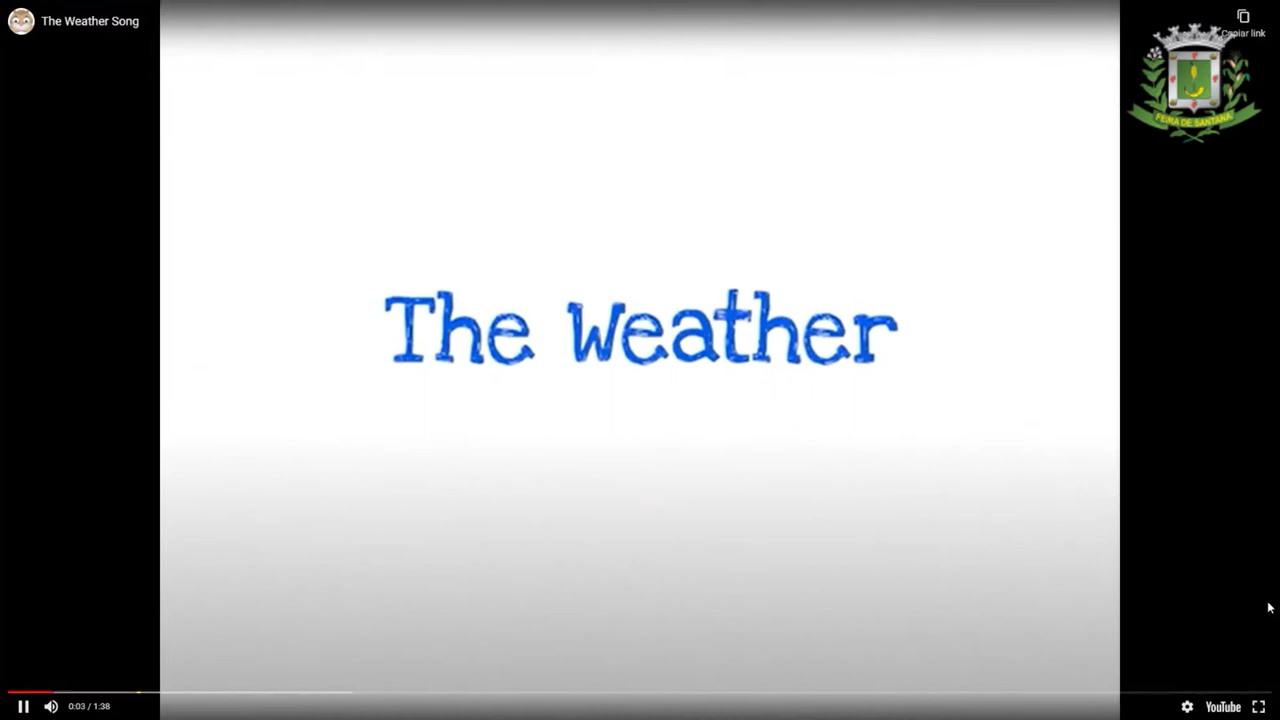 The Weather Song
Copiar link
FEIRA DE SANTANA
The Weather
0:03 / 1:38
YouTube